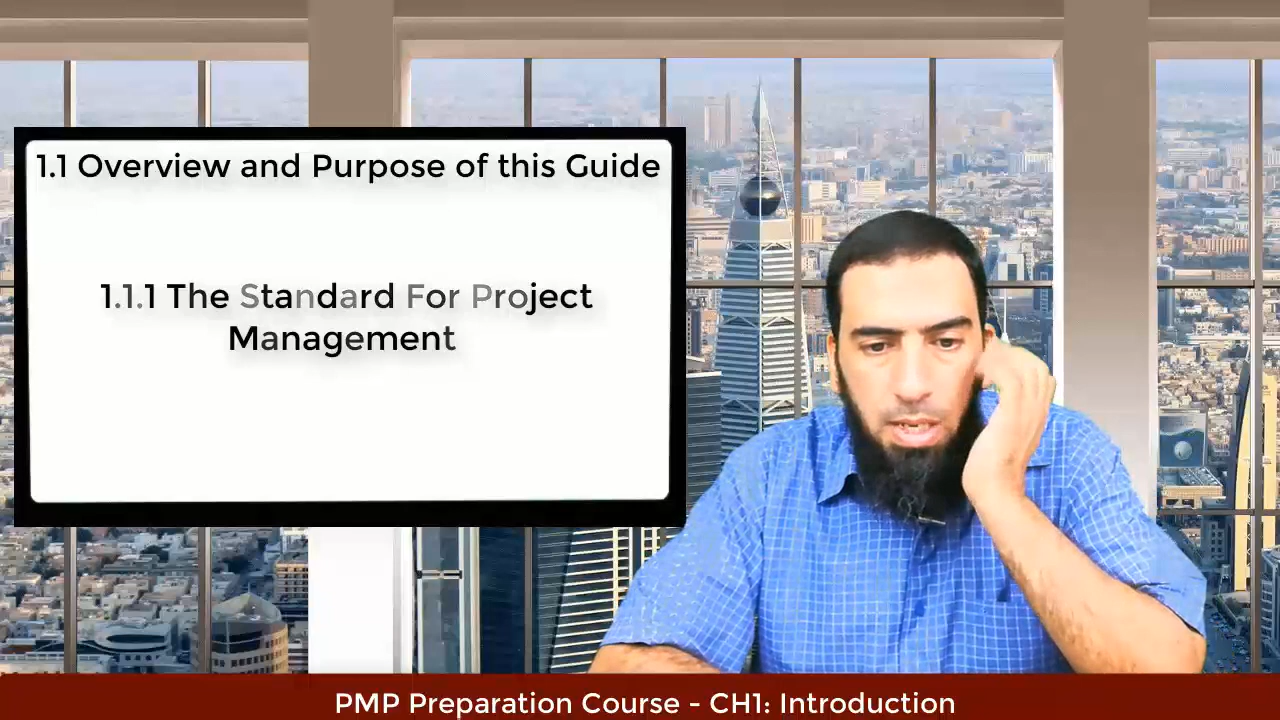 1.1 Overview and Purpose of this Guide
1.1.1 The Standard For Project
Management
PMP Preparation Course - CH1: Introduction